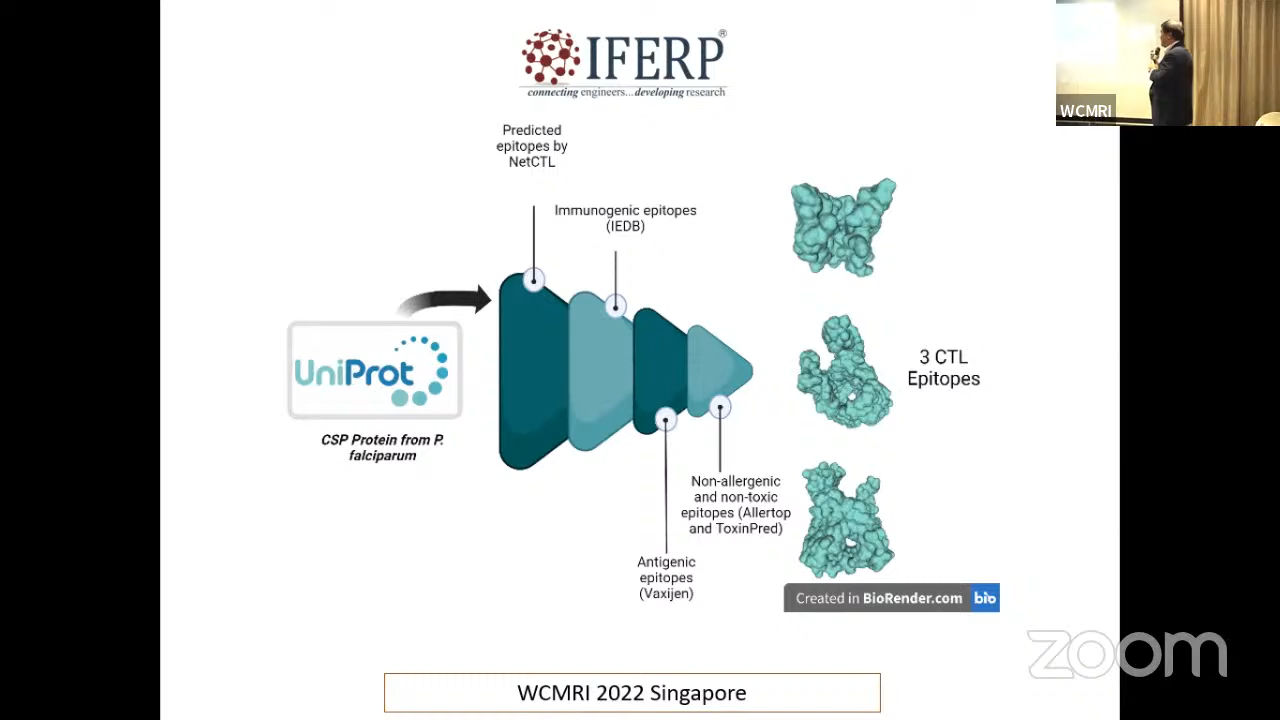 IFERP®
connecting engineers...developing research
WCMRI
Predicted
epitopes by
NetCTL
Immunogenic epitopes
(IEDB)
UniProt
CSP Protein from P.
falciparum
3 CTL
Epitopes
Non-allergenic
and non-toxic
epitopes (Allertop
and ToxinPred)
Antigenic
epitopes
(Vaxijen)
Created in BioRender.com bio
zoom
WCMRI 2022 Singapore